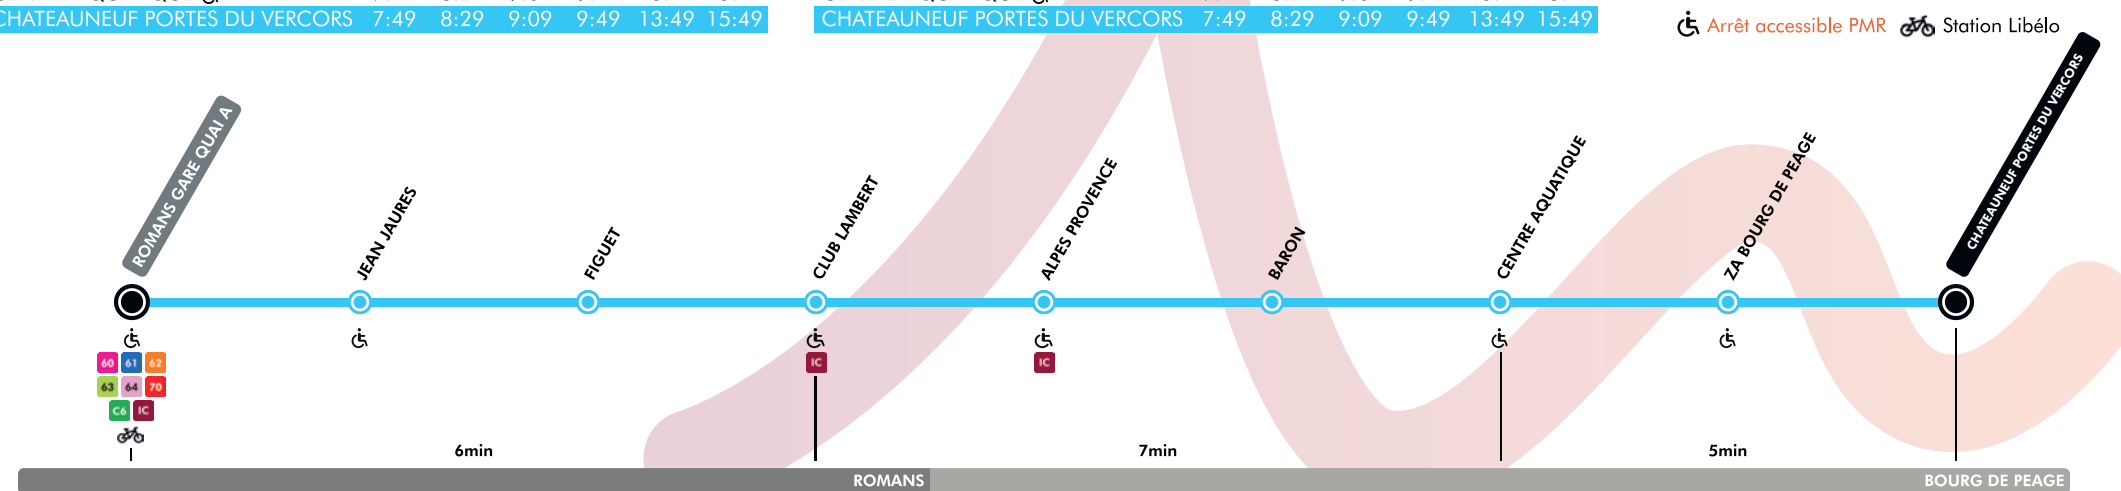 CHATEAUNEUF PORTES DU VERCORS 7:49 8:29 9:09 9:49 13:49 15:49
CHATEAUNEUF PORTES DU VERCORS 7:49 8:29 9:09 9:49 13:49 15:49
Arrêt accessible PMR Station Libélo
ROMANS GARE QUAI A
JEAN JAURES
FIGUET
CLUB LAMBERT
ALPES PROVENCE
BARON
CENTRE AQUATIQUE
ZA BOURG DE PEAGE
CHATEAUNEUF PORTES DU VERCORS
60 61 62
63 64 70
C6 IC
IC
IC
6min
7min
5min
ROMANS
BOURG DE PEAGE